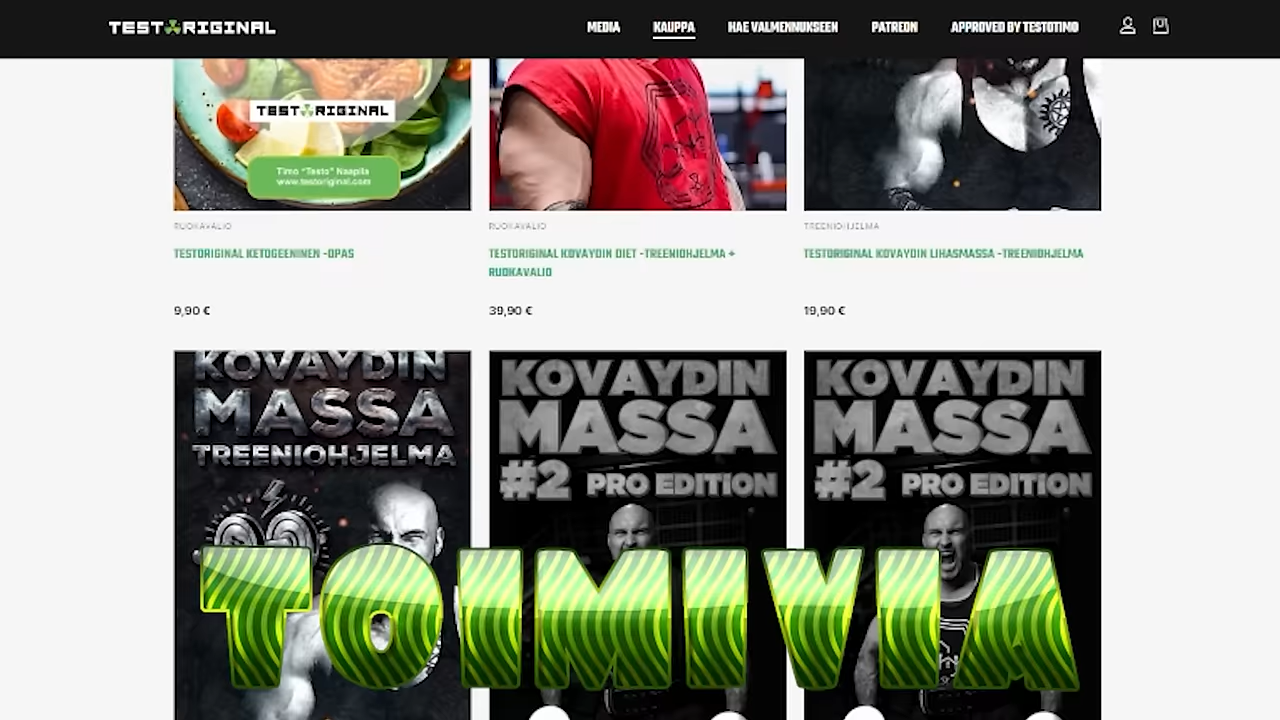 TESTORIGINAL
MEDIA
KAUPPA
HAE VALMENNUKSEEN
PATREON
APPROVED BY TESTOTIMO
TESTORIGINAL
Timo "Testo" Naapila
www.testoriginal.com
RUOKAVALIO
RUOKAVALIO
TREENIOHJELMA
TESTORIGINAL KETOGEENINEN -OPAS
TESTORIGINAL KOVAYDIN DIET -TREENIOHJELMA +
RUOKAVALIO
TESTORIGINAL KOVAYDIN LIHASMASSA -TREENIOHJELMA
9,90 €
39,90 €
19,90 €
KOVAYDIN
MASSA
TREENIOHJELMA
KOVAYDIN
MASSA
#2 PRO EDITION
KOVAYDIN
MASSA
#2 PRO EDITION
TOIMIVIA